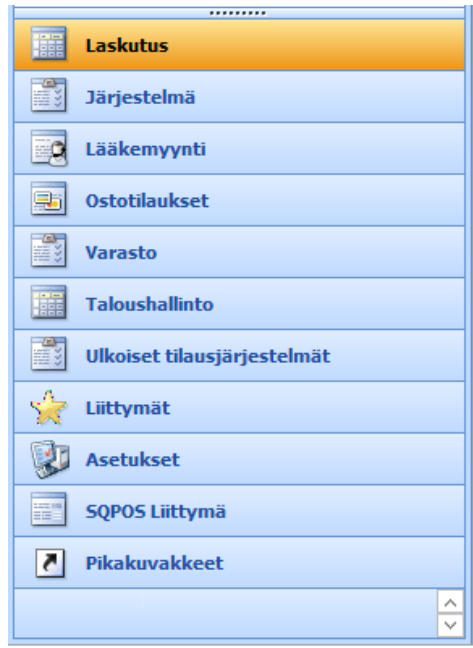 Laskutus
Järjestelmä
Lääkemyynti
Ostotilaukset
Varasto
Taloushallinto
Ulkoiset tilausjärjestelmät
Liittymät
Asetukset
SQPOS Liittymä
Pikakuvakkeet